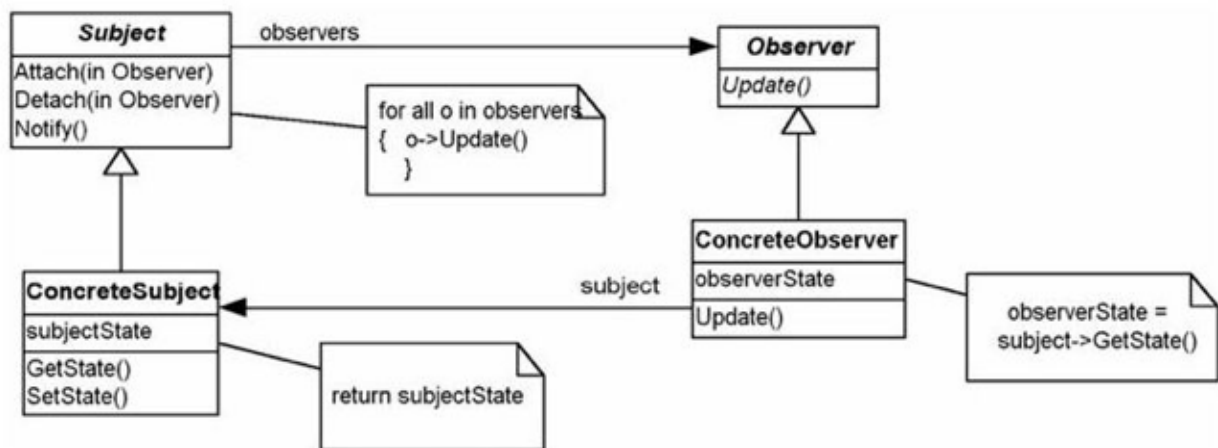 Subject
Attach(in Observer)
Detach(in Observer)
Notify()
observers
Observer
Update()
for all o in observers
{ o->Update()
}
ConcreteSubject
subjectState
GetState()
SetState()
return subjectState
subject
ConcreteObserver
observerState
Update()
observerState =
subject->GetState()